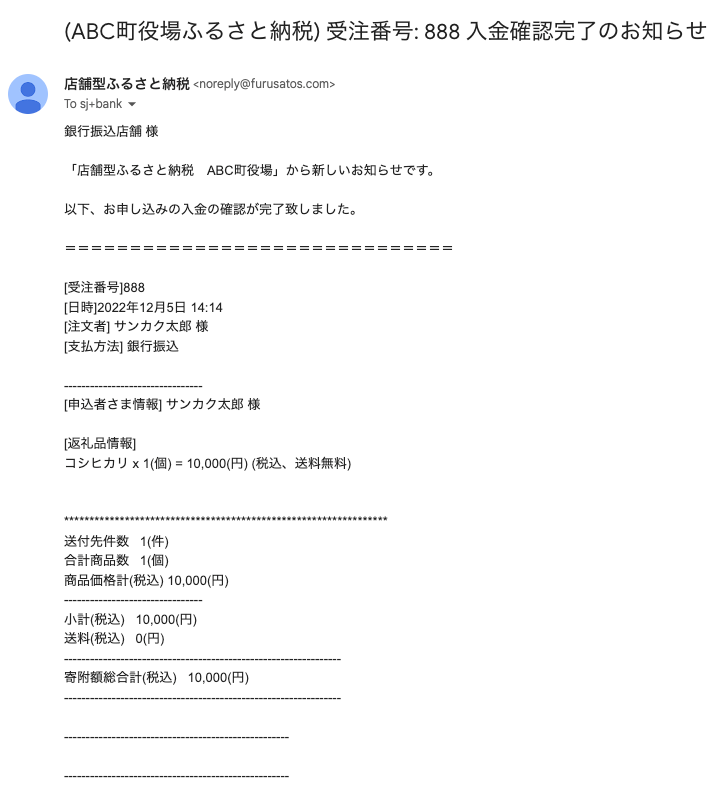 (ABC町役場ふるさと納税) 受注番号: 888 入金確認完了のお知らせ
店舗型ふるさと納税 <noreply@furusatos.com>
To sj+bank
銀行振込店舗 様
「店舗型ふるさと納税　ABC町役場」から新しいお知らせです。
以下、お申し込みの入金の確認が完了致しました。
＝＝＝＝＝＝＝＝＝＝＝＝＝＝＝＝＝＝＝＝＝＝＝＝＝＝＝＝＝＝
[受注番号]888
[日時]2022年12月5日 14:14
[注文者] サンカク太郎 様
[支払方法] 銀行振込
--------------------------------
[申込者さま情報] サンカク太郎 様
[返礼品情報]
コシヒカリ x 1(個) = 10,000(円) (税込、送料無料)
****************************************************************
送付先件数　1(件)
合計商品数　1(個)
商品価格計(税込) 10,000(円)
--------------------------------
小計(税込)　10,000(円)
送料(税込)　0(円)
----------------------------------------------------------------
寄附額総合計(税込)　10,000(円)
----------------------------------------------------------------
----------------------------------------------------
----------------------------------------------------